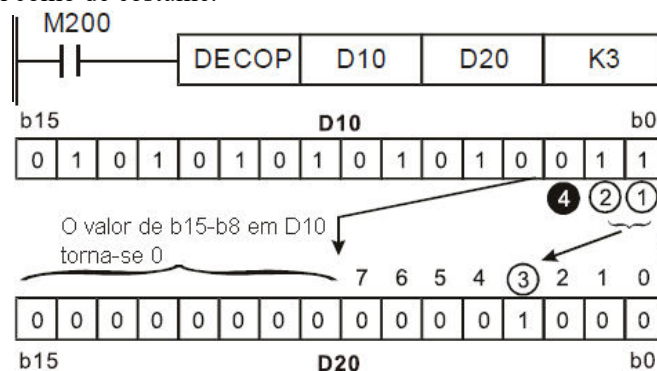 como de costume.
M200
DECOP D10 D20 K3
b15 D10 b0
0 1 0 1 0 1 0 1 0 1 0 1 0 0 1 1
4 2 1
O valor de b15-b8 em D10
torna-se 0
7 6 5 4 3 2 1 0
0 0 0 0 0 0 0 0 0 0 0 0 1 0 0 0
b15 D20 b0